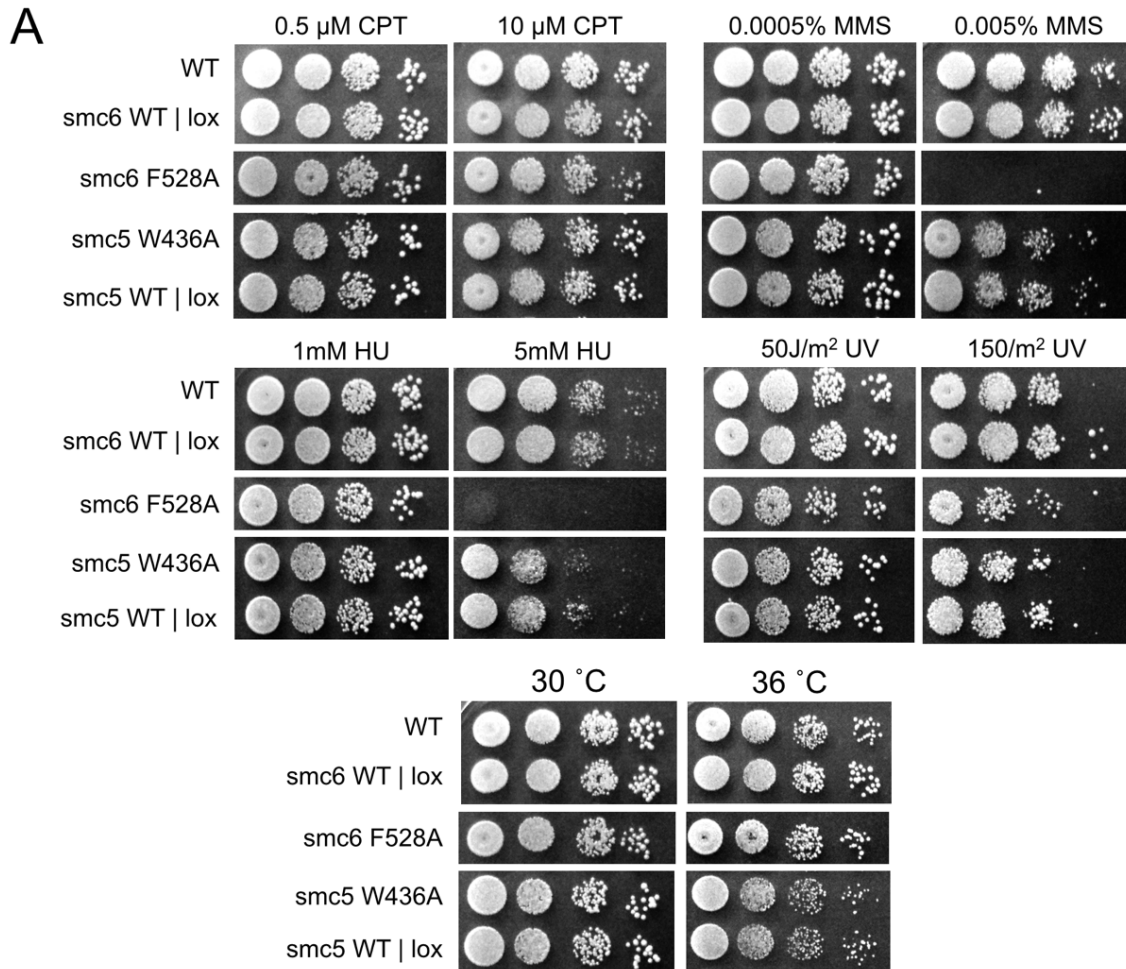 A
0.5 µM CPT 10 µM CPT 0.0005% MMS 0.005% MMS
WT
smc6 WT | lox
smc6 F528A
smc5 W436A
smc5 WT | lox
1mM HU 5mM HU 50J/m² UV 150/m² UV
WT
smc6 WT | lox
smc6 F528A
smc5 W436A
smc5 WT | lox
30 ˚C 36 ˚C
WT
smc6 WT | lox
smc6 F528A
smc5 W436A
smc5 WT | lox